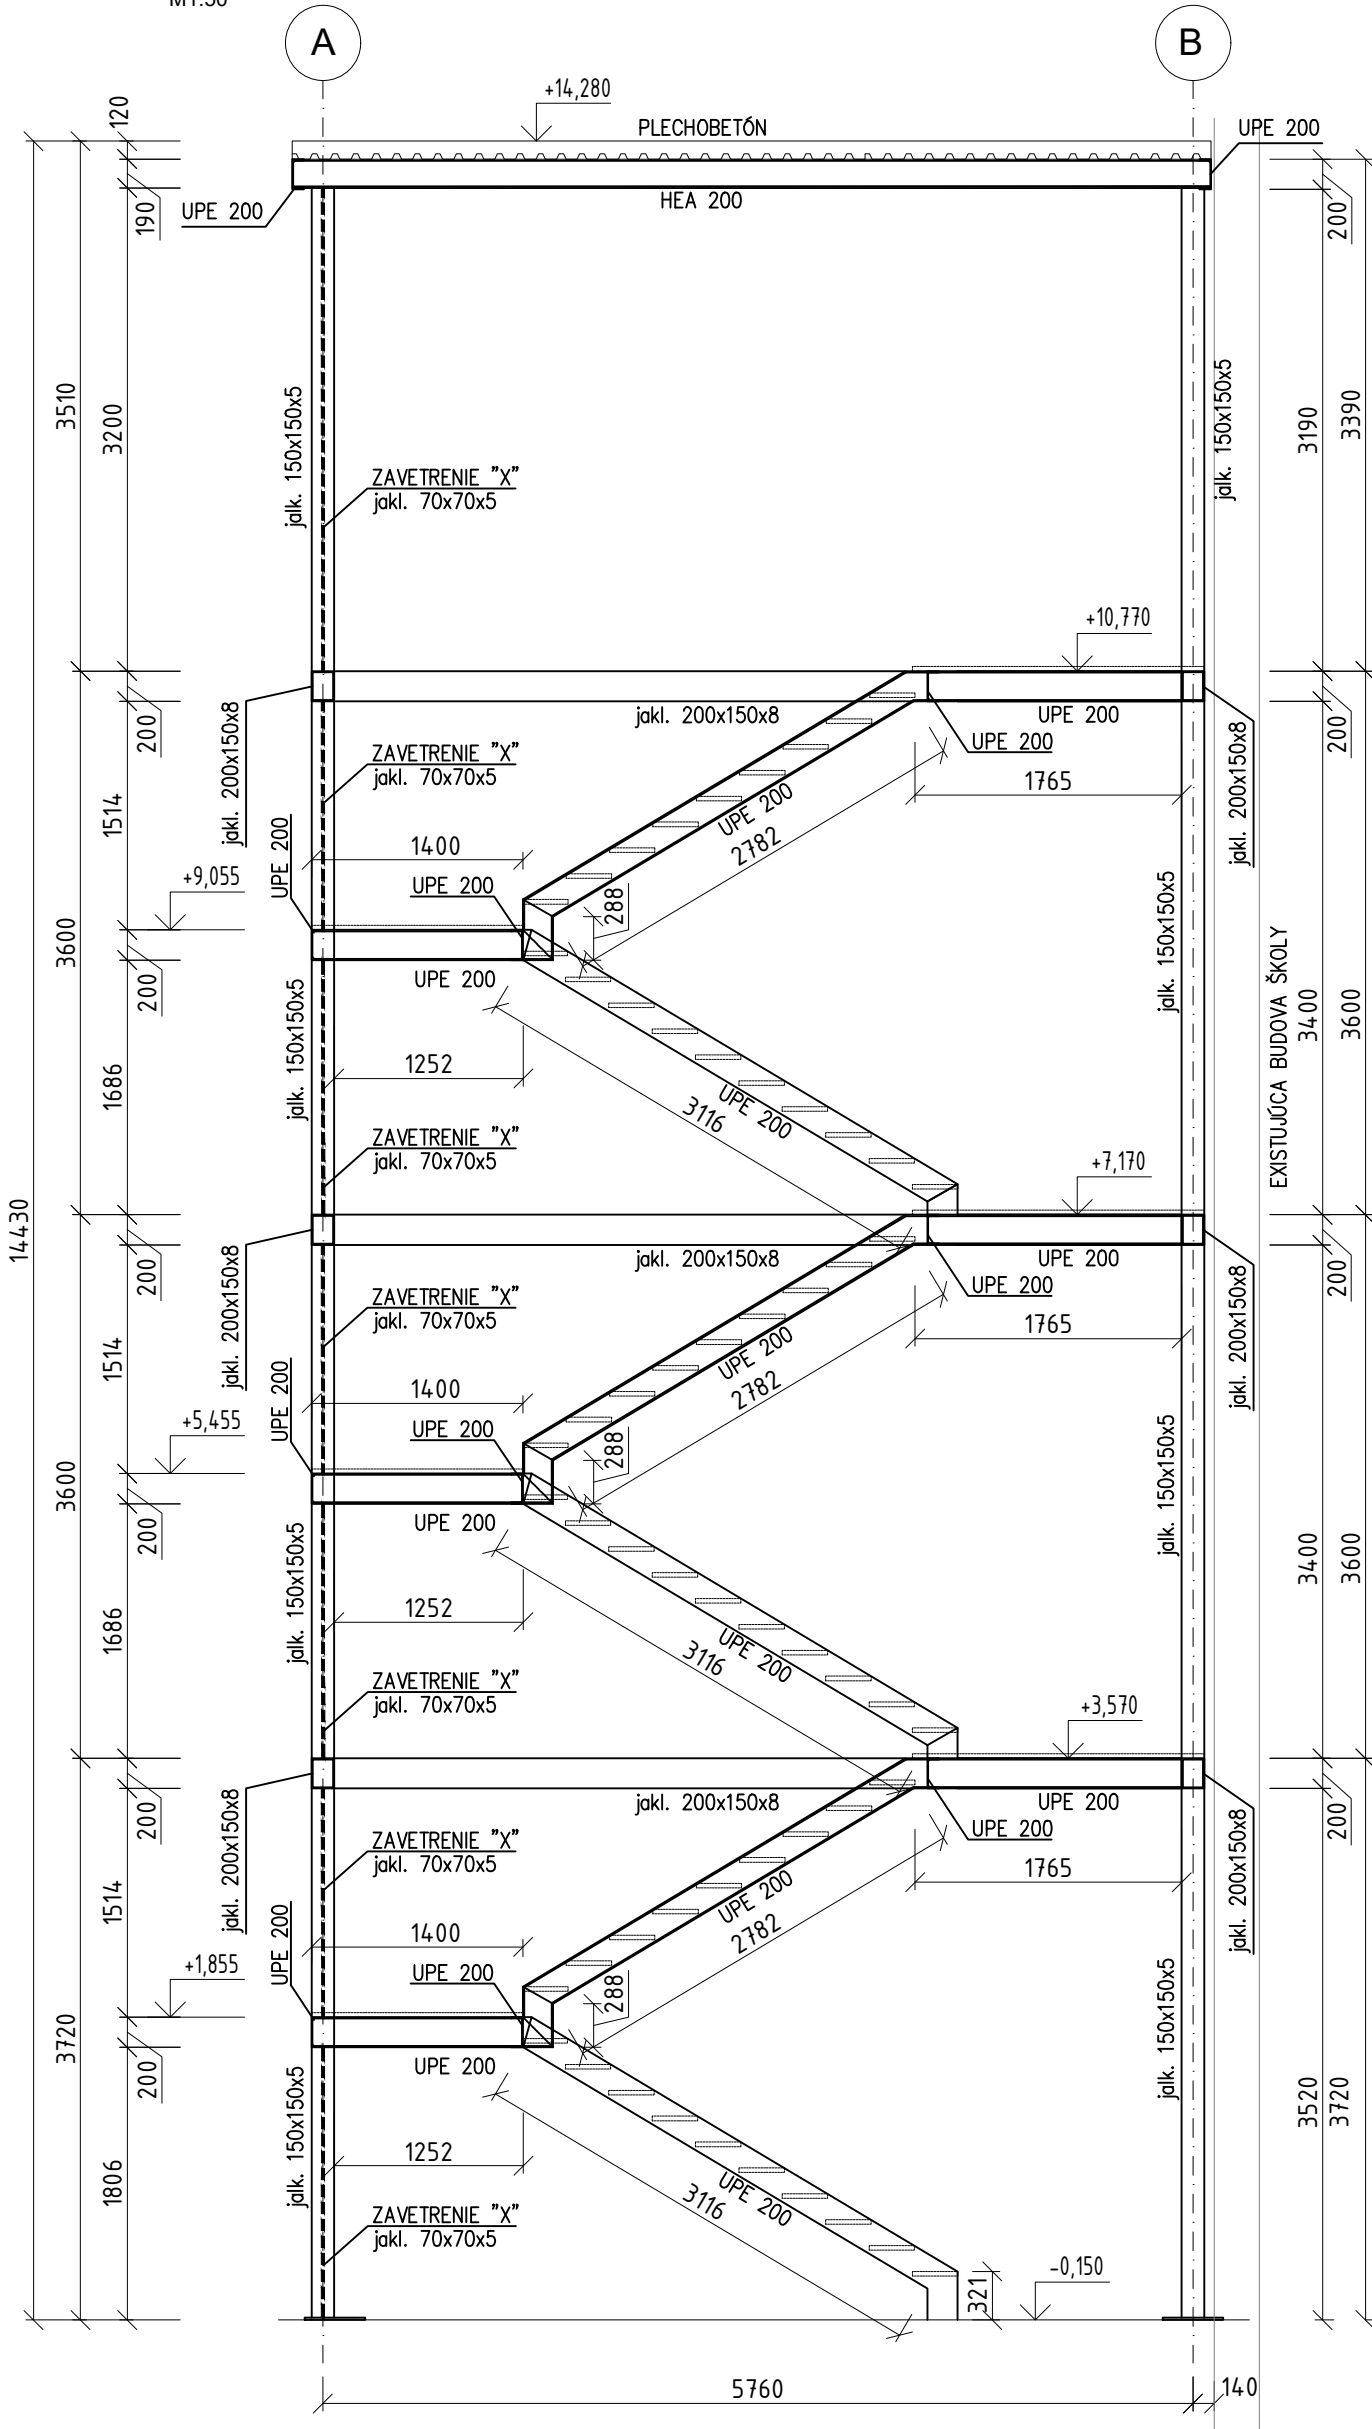 M1:50
A
B
+14,280
PLECHOBETÓN
UPE 200
HEA 200
UPE 200
120
190
200
3510
3200
3190
3390
jalk. 150x150x5
jalk. 150x150x5
ZAVETRENIE "X"
jakl. 70x70x5
+10,770
jakl. 200x150x8
UPE 200
UPE 200
200
200
jakl. 200x150x8
jakl. 200x150x8
ZAVETRENIE "X"
jakl. 70x70x5
1765
UPE 200
2782
1514
1400
UPE 200
UPE 200
+9,055
288
UPE 200
200
3600
jalk. 150x150x5
jalk. 150x150x5
EXISTUJÚCA BUDOVA ŠKOLY
3400
3600
1252
1686
UPE 200
3116
ZAVETRENIE "X"
jakl. 70x70x5
+7,170
14430
jakl. 200x150x8
UPE 200
UPE 200
200
200
jakl. 200x150x8
jakl. 200x150x8
ZAVETRENIE "X"
jakl. 70x70x5
1765
UPE 200
2782
1514
1400
UPE 200
UPE 200
+5,455
288
UPE 200
200
3600
jalk. 150x150x5
jalk. 150x150x5
3400
3600
1252
1686
UPE 200
3116
ZAVETRENIE "X"
jakl. 70x70x5
+3,570
jakl. 200x150x8
UPE 200
UPE 200
200
200
jakl. 200x150x8
jakl. 200x150x8
ZAVETRENIE "X"
jakl. 70x70x5
1765
UPE 200
2782
1514
1400
UPE 200
UPE 200
+1,855
288
UPE 200
200
3720
jalk. 150x150x5
jalk. 150x150x5
3520
3720
1252
1806
UPE 200
3116
ZAVETRENIE "X"
jakl. 70x70x5
-0,150
321
5760
140